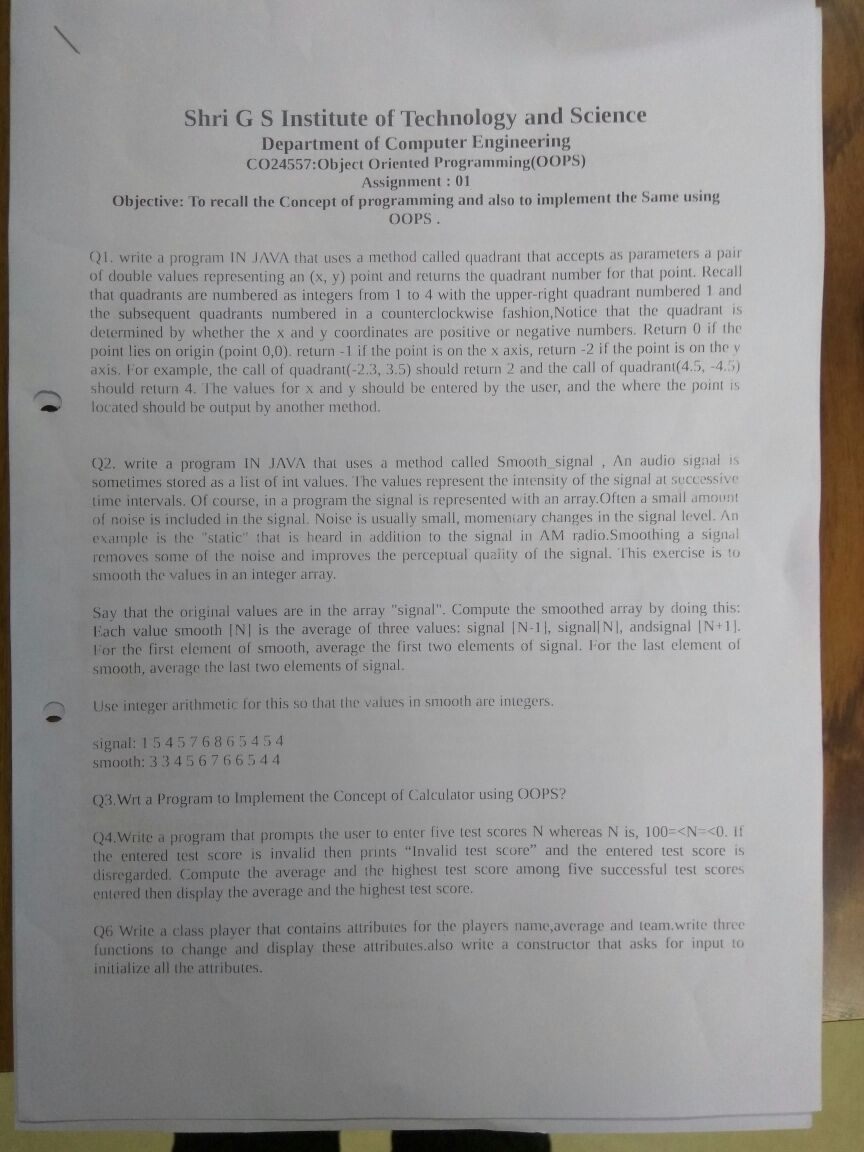 Shri G S Institute of Technology and Science
Department of Computer Engineering
CO24557:Object Oriented Programming(OOPS)
Assignment : 01
Objective: To recall the Concept of programming and also to implement the Same using
OOPS .
Q1. write a program IN JAVA that uses a method called quadrant that accepts as parameters a pair
of double values representing an (x, y) point and returns the quadrant number for that point. Recall
that quadrants are numbered as integers from 1 to 4 with the upper-right quadrant numbered 1 and
the subsequent quadrants numbered in a counterclockwise fashion,Notice that the quadrant is
determined by whether the x and y coordinates are positive or negative numbers. Return 0 if the
point lies on origin (point 0,0). return -1 if the point is on the x axis, return -2 if the point is on the y
axis. For example, the call of quadrant(-2.3, 3.5) should return 2 and the call of quadrant(4.5, -4.5)
should return 4. The values for x and y should be entered by the user, and the where the point is
located should be output by another method.
Q2. write a program IN JAVA that uses a method called Smooth_signal , An audio signal is
sometimes stored as a list of int values. The values represent the intensity of the signal at successive
time intervals. Of course, in a program the signal is represented with an array.Often a small amount
of noise is included in the signal. Noise is usually small, momentary changes in the signal level. An
example is the "static" that is heard in addition to the signal in AM radio.Smoothing a signal
removes some of the noise and improves the perceptual quality of the signal. This exercise is to
smooth the values in an integer array.
Say that the original values are in the array "signal". Compute the smoothed array by doing this:
Each value smooth [N] is the average of three values: signal [N-1], signal[N], andsignal [N+1].
For the first element of smooth, average the first two elements of signal. For the last element of
smooth, average the last two elements of signal.
Use integer arithmetic for this so that the values in smooth are integers.
signal: 1 5 4 5 7 6 8 6 5 4 5 4
smooth: 3 3 4 5 6 7 6 6 5 4 4
Q3.Wrt a Program to Implement the Concept of Calculator using OOPS?
Q4.Write a program that prompts the user to enter five test scores N whereas N is, 100=<N=<0. If
the entered test score is invalid then prints “Invalid test score” and the entered test score is
disregarded. Compute the average and the highest test score among five successful test scores
entered then display the average and the highest test score.
Q6 Write a class player that contains attributes for the players name,average and team.write three
functions to change and display these attributes.also write a constructor that asks for input to
initialize all the attributes.